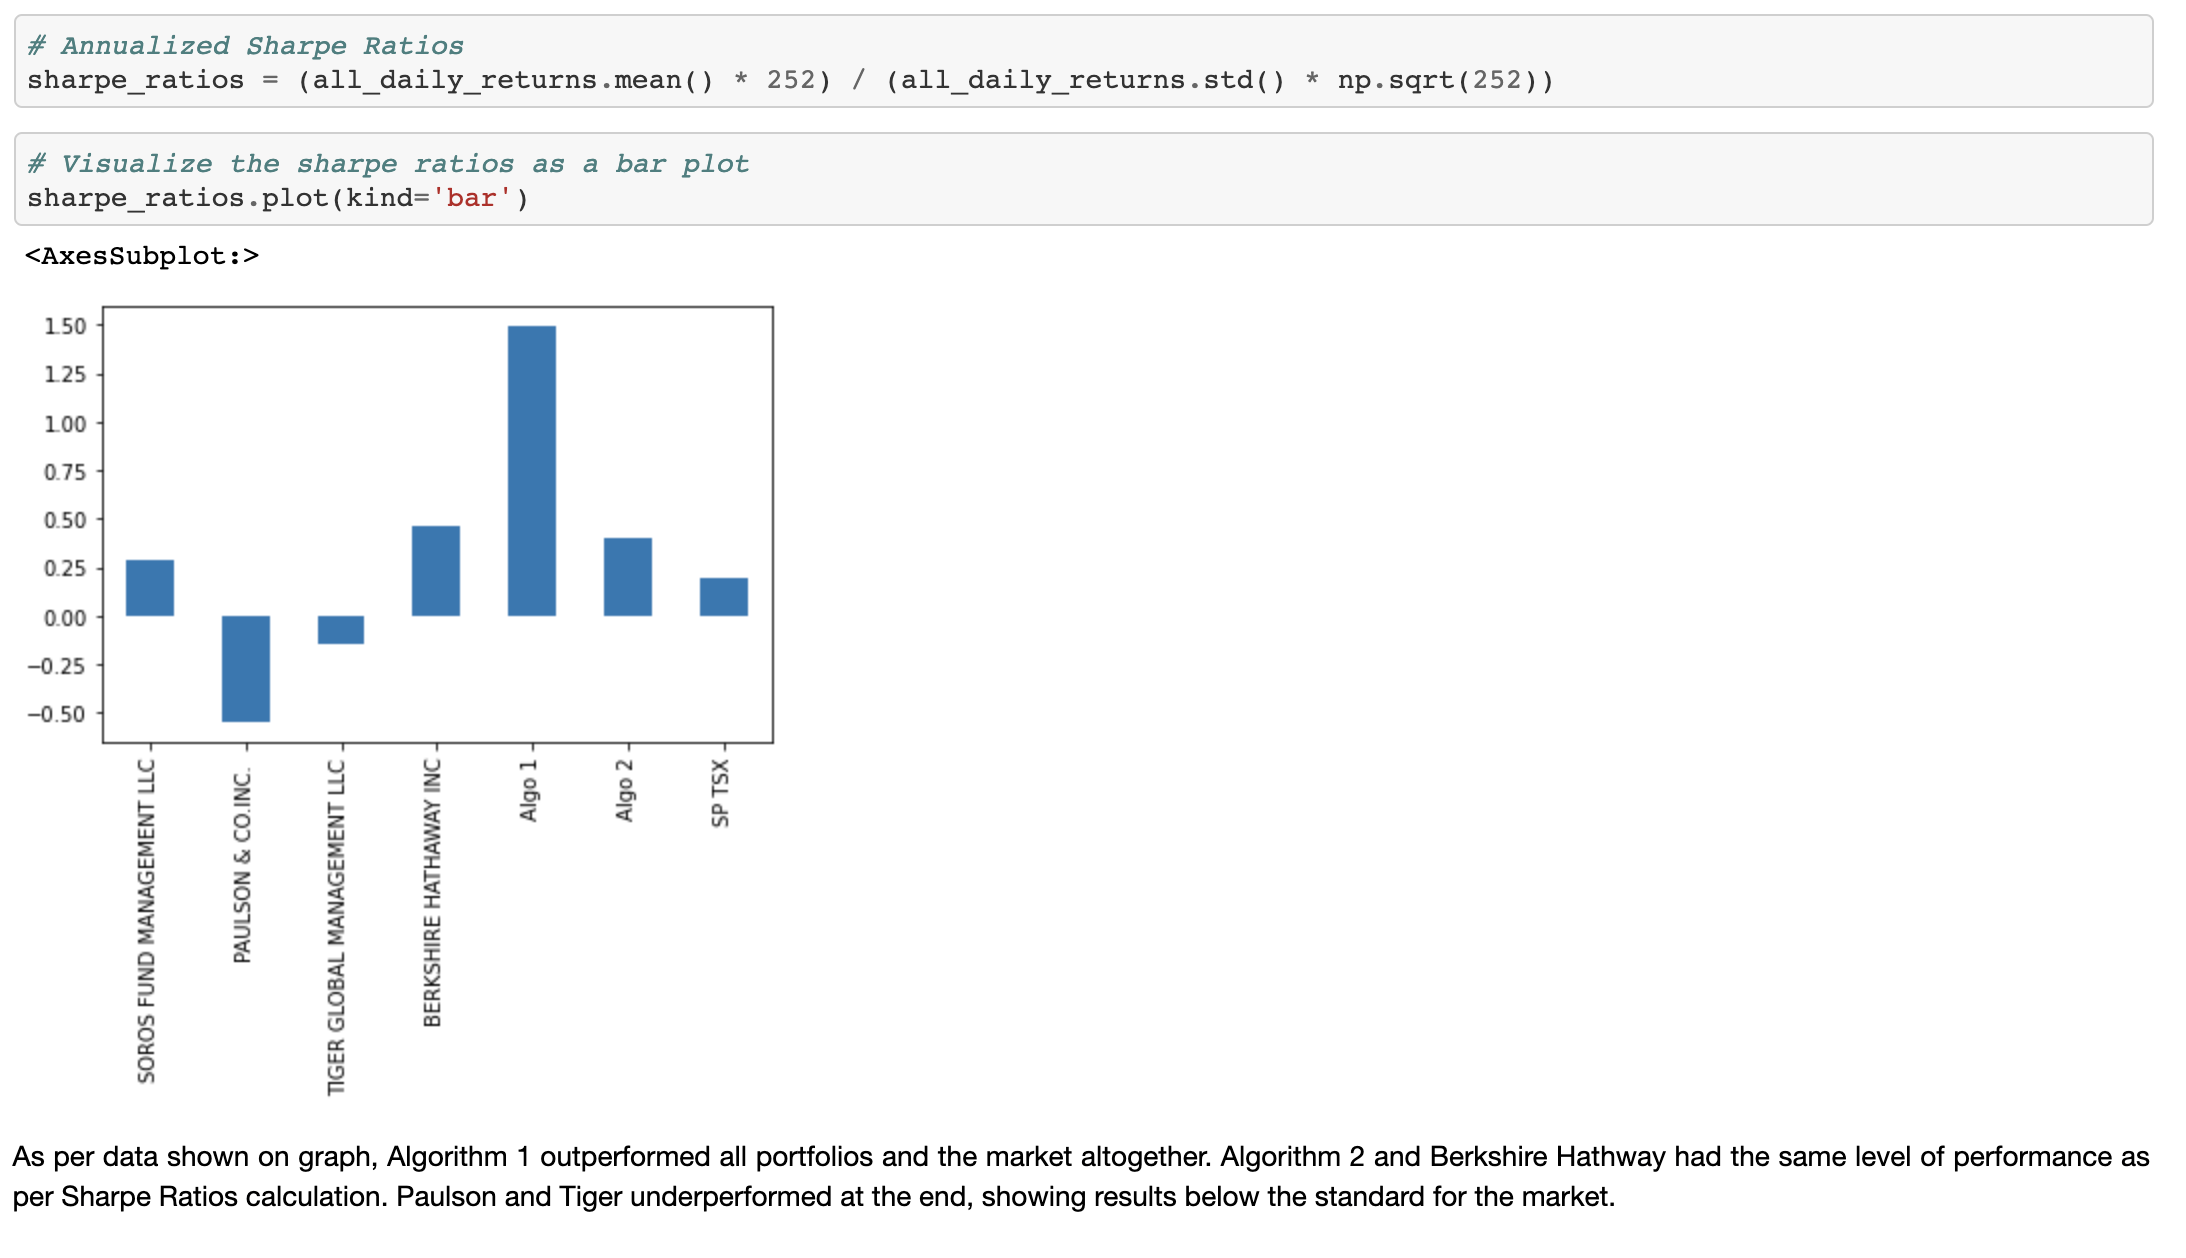 # Annualized Sharpe Ratios
sharpe_ratios = (all_daily_returns.mean() * 252) / (all_daily_returns.std() * np.sqrt(252))
# Visualize the sharpe ratios as a bar plot
sharpe_ratios.plot(kind='bar')
<AxesSubplot:>
1.50
1.25
1.00
0.75
0.50
0.25
0.00
−0.25
−0.50
SOROS FUND MANAGEMENT LLC
PAULSON & CO.INC.
TIGER GLOBAL MANAGEMENT LLC
BERKSHIRE HATHAWAY INC
Algo 1
Algo 2
SP TSX
As per data shown on graph, Algorithm 1 outperformed all portfolios and the market altogether. Algorithm 2 and Berkshire Hathway had the same level of performance as
per Sharpe Ratios calculation. Paulson and Tiger underperformed at the end, showing results below the standard for the market.